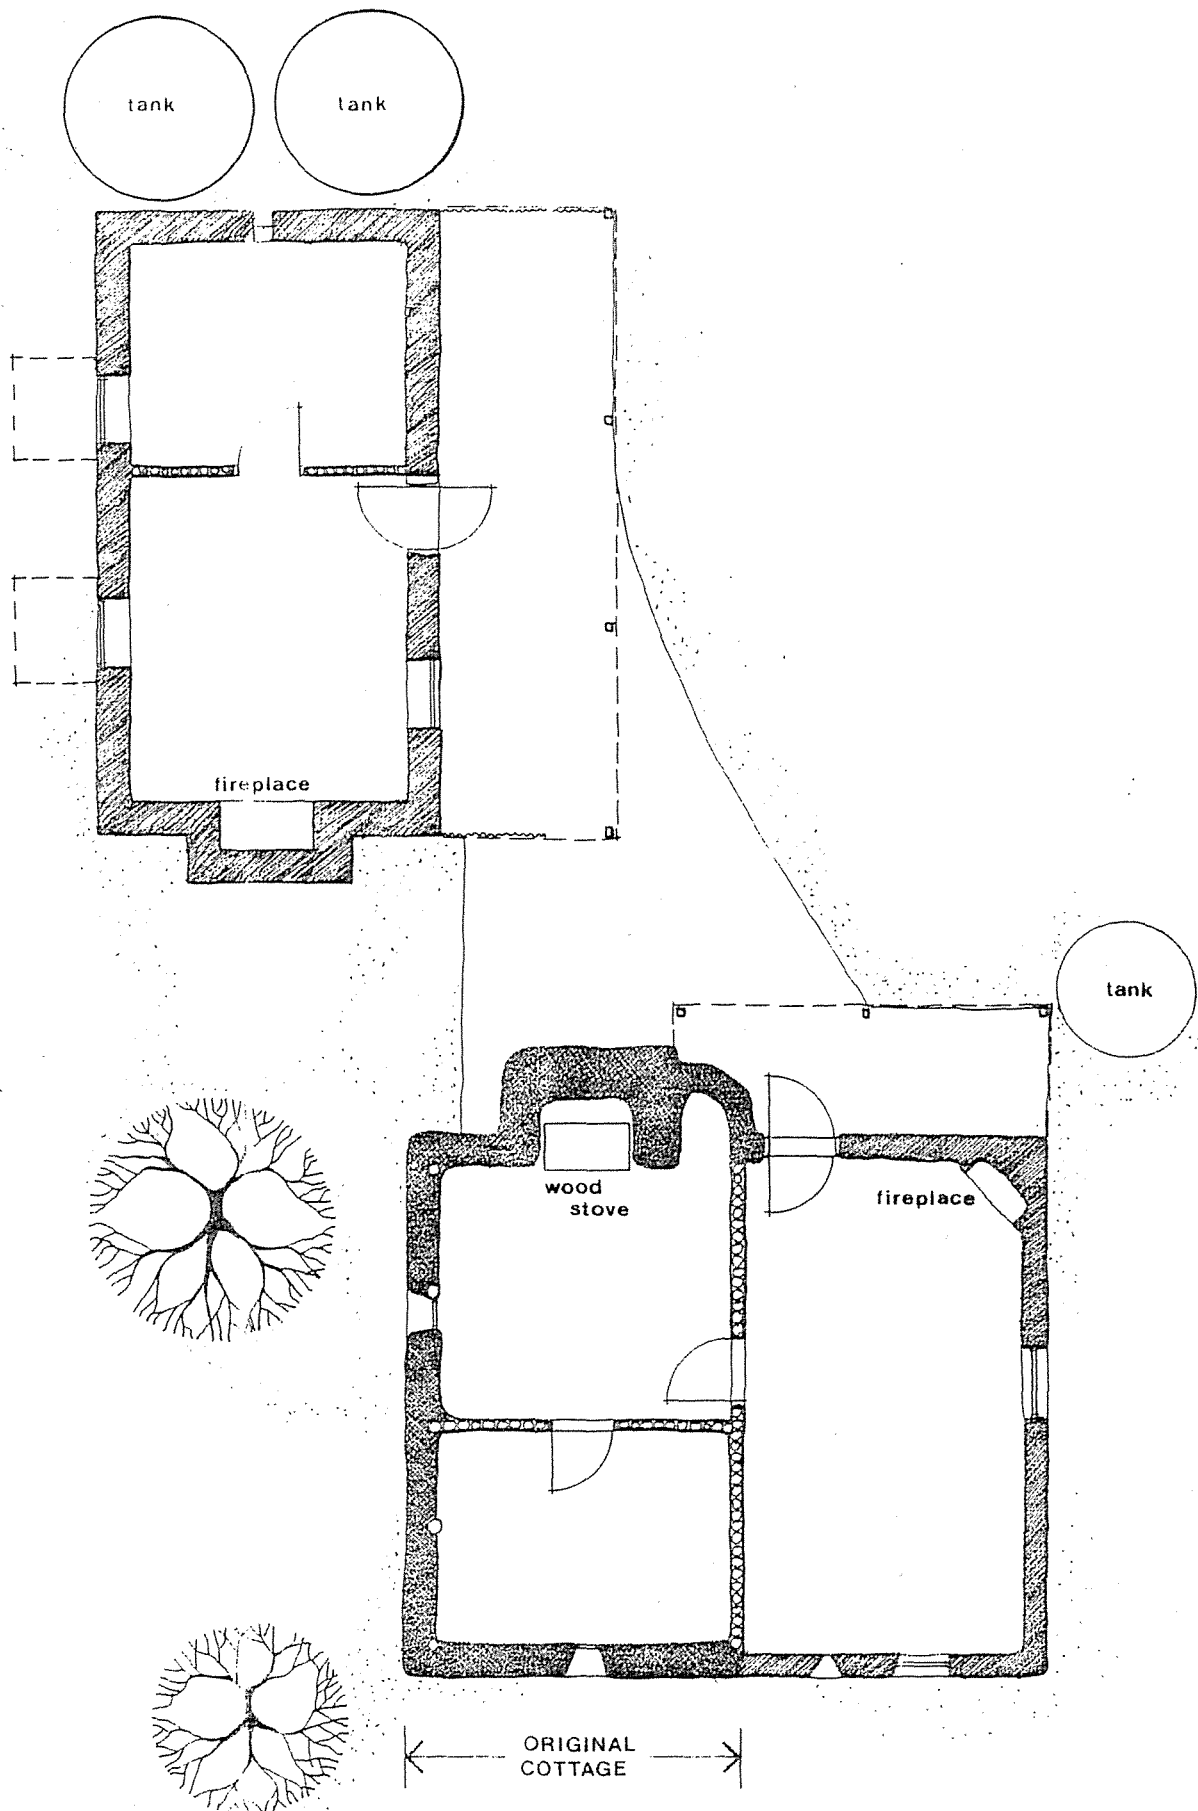 tank
tank
fireplace
tank
wood
stove
fireplace
ORIGINAL
COTTAGE